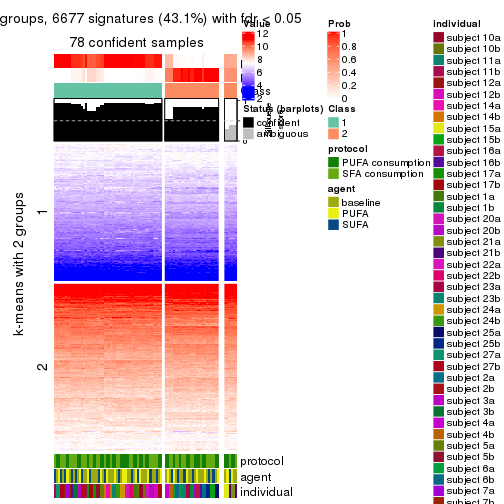 groups, 6677 signatures (43.1%) with fdr < 0.05
78 confident samples
k-means with 2 groups
1
2
protocol
agent
individual
Value
12
10
8
6
4
2
Class
Status (barplots)
confident
ambiguous
Prob
1
0.8
0.6
0.4
0.2
0
Class
1
2
protocol
PUFA consumption
SFA consumption
agent
baseline
PUFA
SUFA
individual
subject 10a
subject 10b
subject 11a
subject 11b
subject 12a
subject 12b
subject 14a
subject 14b
subject 15a
subject 15b
subject 16a
subject 16b
subject 17a
subject 17b
subject 1a
subject 1b
subject 20a
subject 20b
subject 21a
subject 21b
subject 22a
subject 22b
subject 23a
subject 23b
subject 24a
subject 24b
subject 25a
subject 25b
subject 27a
subject 27b
subject 2a
subject 2b
subject 3a
subject 3b
subject 4a
subject 4b
subject 5a
subject 5b
subject 6a
subject 6b
subject 7a
subject 7b